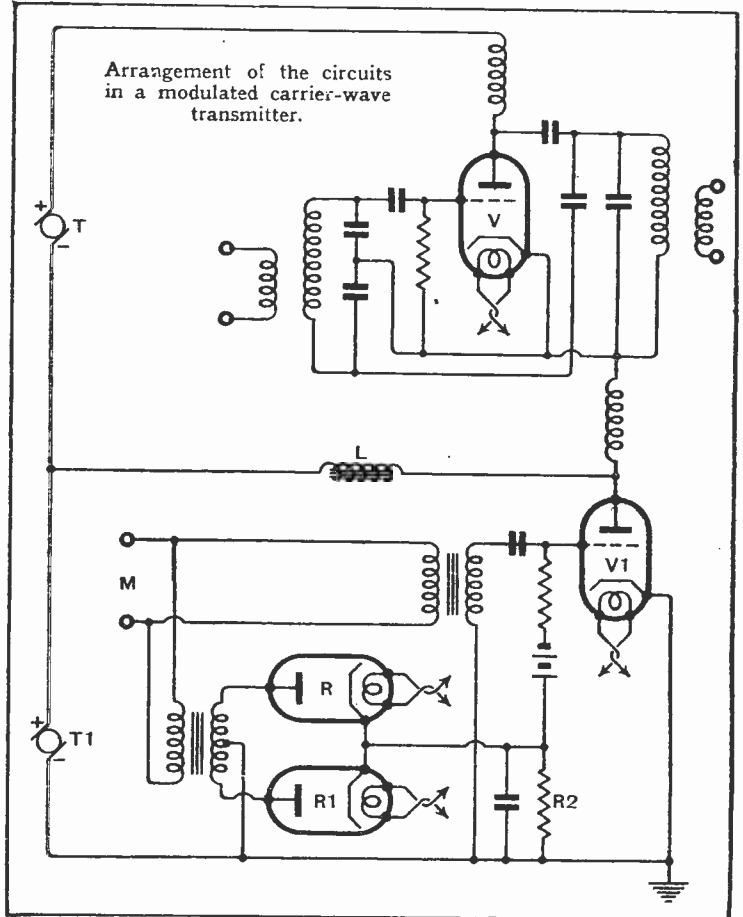 Arrangement of the circuits
in a modulated carrier-wave
transmitter.
+ T
−
V
L
M
V1
R
+ T1
−
R1
R2